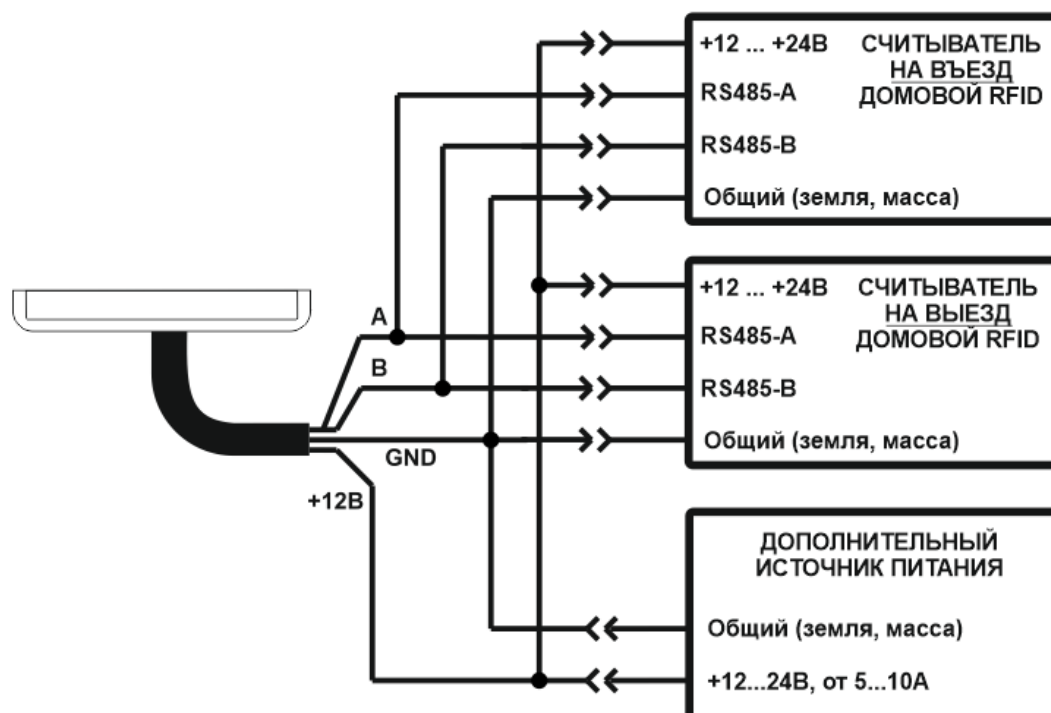 +12 ... +24В
СЧИТЫВАТЕЛЬ
НА ВЪЕЗД
ДОМОВОЙ RFID
RS485-A
RS485-B
Общий (земля, масса)
+12 ... +24В
СЧИТЫВАТЕЛЬ
НА ВЫЕЗД
ДОМОВОЙ RFID
RS485-A
RS485-B
Общий (земля, масса)
A
B
GND
+12В
ДОПОЛНИТЕЛЬНЫЙ
ИСТОЧНИК ПИТАНИЯ
Общий (земля, масса)
+12...24В, от 5...10А